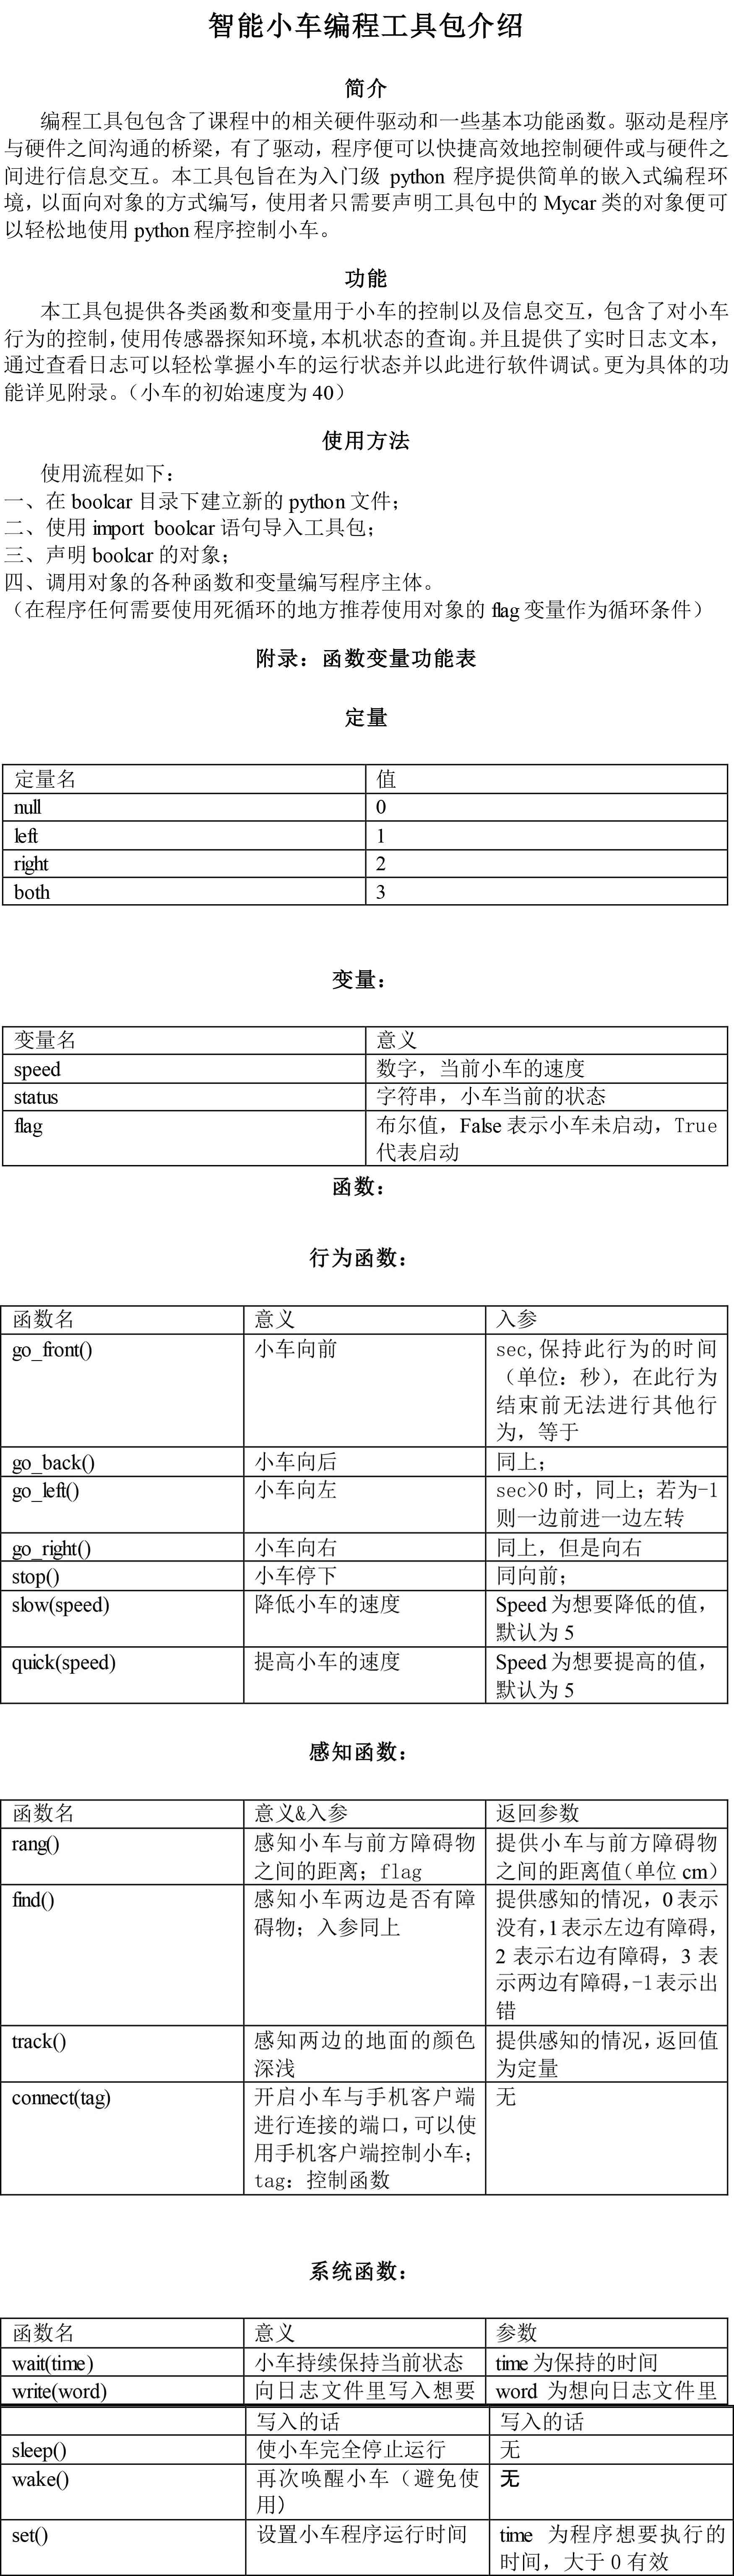 智能小车编程工具包介绍
简介
编程工具包包含了课程中的相关硬件驱动和一些基本功能函数。驱动是程序
与硬件之间沟通的桥梁，有了驱动，程序便可以快捷高效地控制硬件或与硬件之
间进行信息交互。本工具包旨在为入门级 python 程序提供简单的嵌入式编程环
境，以面向对象的方式编写，使用者只需要声明工具包中的 Mycar 类的对象便可
以轻松地使用 python 程序控制小车。
功能
本工具包提供各类函数和变量用于小车的控制以及信息交互，包含了对小车
行为的控制，使用传感器探知环境，本机状态的查询。并且提供了实时日志文本，
通过查看日志可以轻松掌握小车的运行状态并以此进行软件调试。更为具体的功
能详见附录。（小车的初始速度为 40）
使用方法
使用流程如下：
一、在 boolcar 目录下建立新的 python 文件；
二、使用 import boolcar 语句导入工具包；
三、声明 boolcar 的对象；
四、调用对象的各种函数和变量编写程序主体。
（在程序任何需要使用死循环的地方推荐使用对象的 flag 变量作为循环条件）
附录：函数变量功能表
定量
定量名 值
null 0
left 1
right 2
both 3
变量：
变量名 意义
speed 数字，当前小车的速度
status 字符串，小车当前的状态
flag 布尔值，False 表示小车未启动，True
代表启动
函数：
行为函数：
函数名 意义 入参
go_front() 小车向前 sec,保持此行为的时间
（单位：秒），在此行为
结束前无法进行其他行
为，等于
go_back() 小车向后 同上；
go_left() 小车向左 sec>0 时，同上；若为-1
则一边前进一边左转
go_right() 小车向右 同上，但是向右
stop() 小车停下 同向前；
slow(speed) 降低小车的速度 Speed 为想要降低的值，
默认为 5
quick(speed) 提高小车的速度 Speed 为想要提高的值，
默认为 5
感知函数：
函数名 意义&入参 返回参数
rang() 感知小车与前方障碍物 提供小车与前方障碍物
之间的距离；flag 之间的距离值（单位 cm）
find() 感知小车两边是否有障 提供感知的情况，0 表示
碍物；入参同上 没有，1 表示左边有障碍，
2 表示右边有障碍，3 表
示两边有障碍，-1 表示出
错
track() 感知两边的地面的颜色 提供感知的情况，返回值
深浅 为定量
connect(tag) 开启小车与手机客户端 无
进行连接的端口，可以使
用手机客户端控制小车；
tag：控制函数
系统函数：
函数名 意义 参数
wait(time) 小车持续保持当前状态 time 为保持的时间
write(word) 向日志文件里写入想要 word 为想向日志文件里
写入的话 写入的话
sleep() 使小车完全停止运行 无
wake() 再次唤醒小车（避免使 无
用）
set() 设置小车程序运行时间 time 为程序想要执行的
时间，大于 0 有效